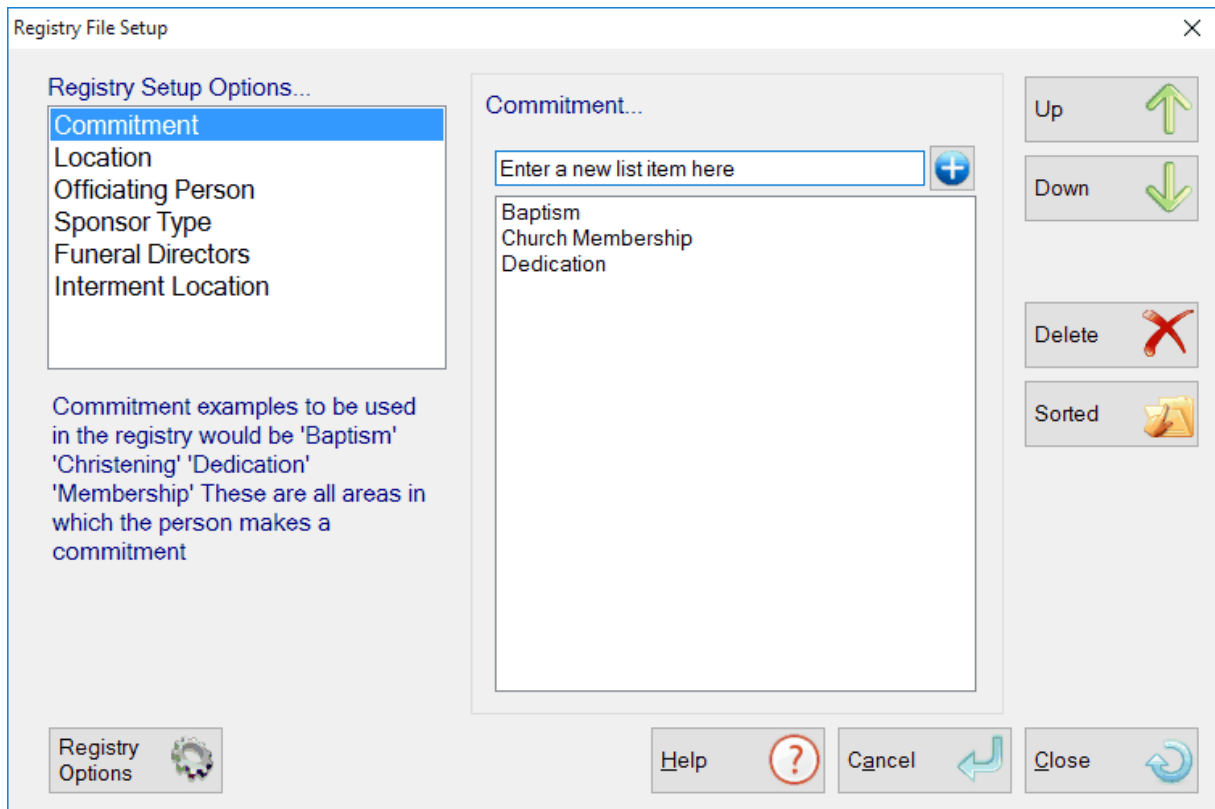 Registry File Setup
Registry Setup Options...
Commitment
Location
Officiating Person
Sponsor Type
Funeral Directors
Interment Location
Commitment examples to be used
in the registry would be 'Baptism'
'Christening' 'Dedication'
'Membership' These are all areas in
which the person makes a
commitment
Commitment...
Enter a new list item here
Baptism
Church Membership
Dedication
Up
Down
Delete
Sorted
Registry
Options
Help
Cancel
Close